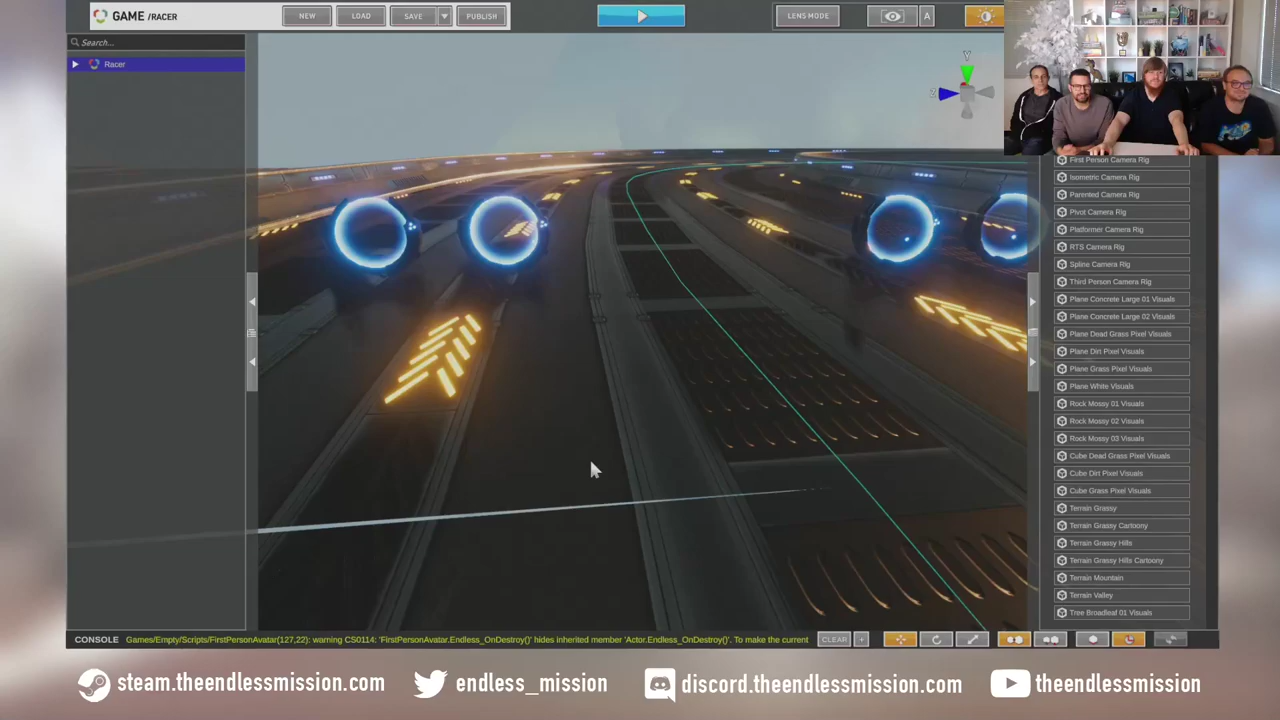 GAME /RACER
NEW
LOAD
SAVE
PUBLISH
LENS MODE
A
Search...
Racer
Y
Z
First Person Camera Rig
Isometric Camera Rig
Parented Camera Rig
Pivot Camera Rig
Platformer Camera Rig
RTS Camera Rig
Spline Camera Rig
Third Person Camera Rig
Plane Concrete Large 01 Visuals
Plane Concrete Large 02 Visuals
Plane Dead Grass Pixel Visuals
Plane Dirt Pixel Visuals
Plane Grass Pixel Visuals
Plane White Visuals
Rock Mossy 01 Visuals
Rock Mossy 02 Visuals
Rock Mossy 03 Visuals
Cube Dead Grass Pixel Visuals
Cube Dirt Pixel Visuals
Cube Grass Pixel Visuals
Terrain Grassy
Terrain Grassy Cartoony
Terrain Grassy Hills
Terrain Grassy Hills Cartoony
Terrain Mountain
Terrain Valley
Tree Broadleaf 01 Visuals
CONSOLE Games/Empty/Scripts/FirstPersonAvatar(127,22): warning CS0114: 'FirstPersonAvatar.Endless_OnDestroy()' hides inherited member 'Actor.Endless_OnDestroy()'. To make the current
CLEAR +
steam.theendlessmission.com
endless_mission
discord.theendlessmission.com
theendlessmission